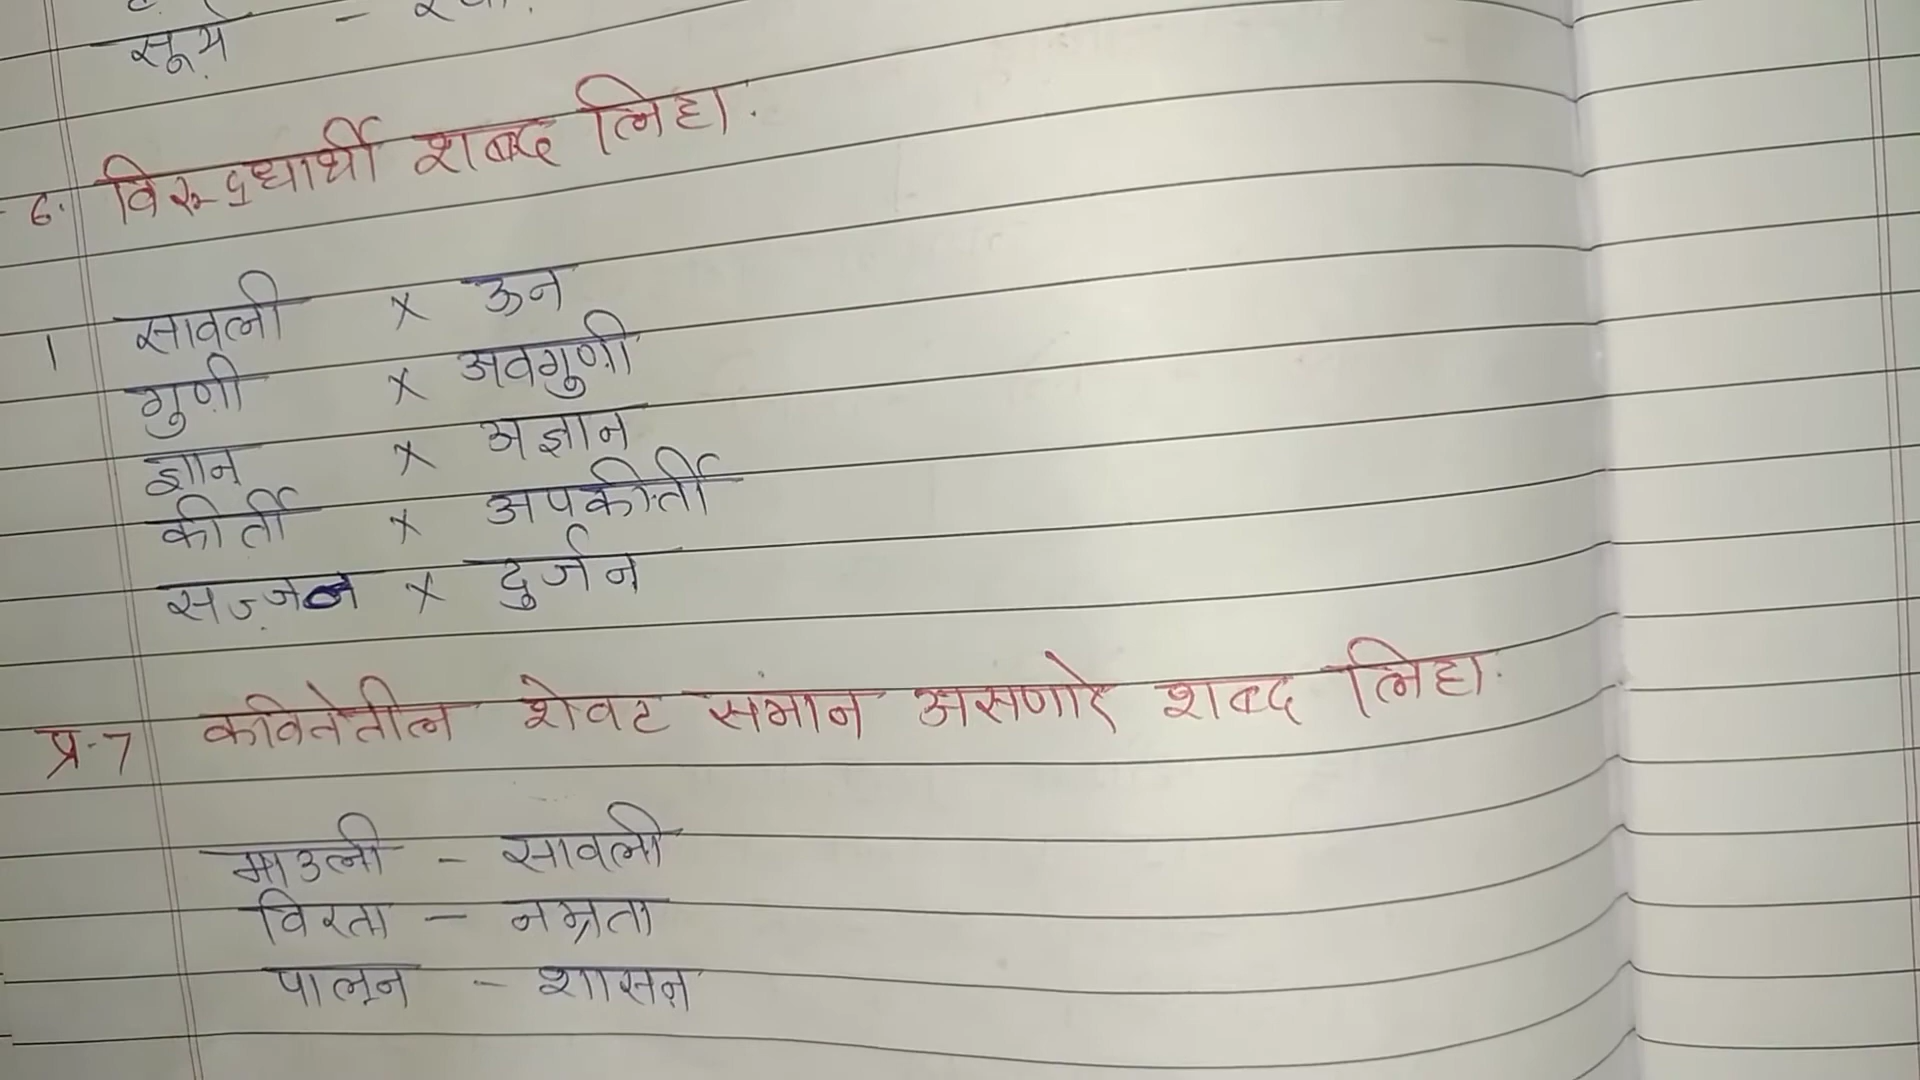 सूर्य -
6. विरूद्धार्थी शब्द लिहा.
1 सावली x ऊन
गुणी x अवगुणी
ज्ञान x अज्ञान
कीर्ती x अपकीर्ती
सज्जन x दुर्जन
प्र-7 कवितेतील शेवट संमान असणारे शब्द लिहा.
माउली - सावली
विरता - नम्रता
पालन - शासन